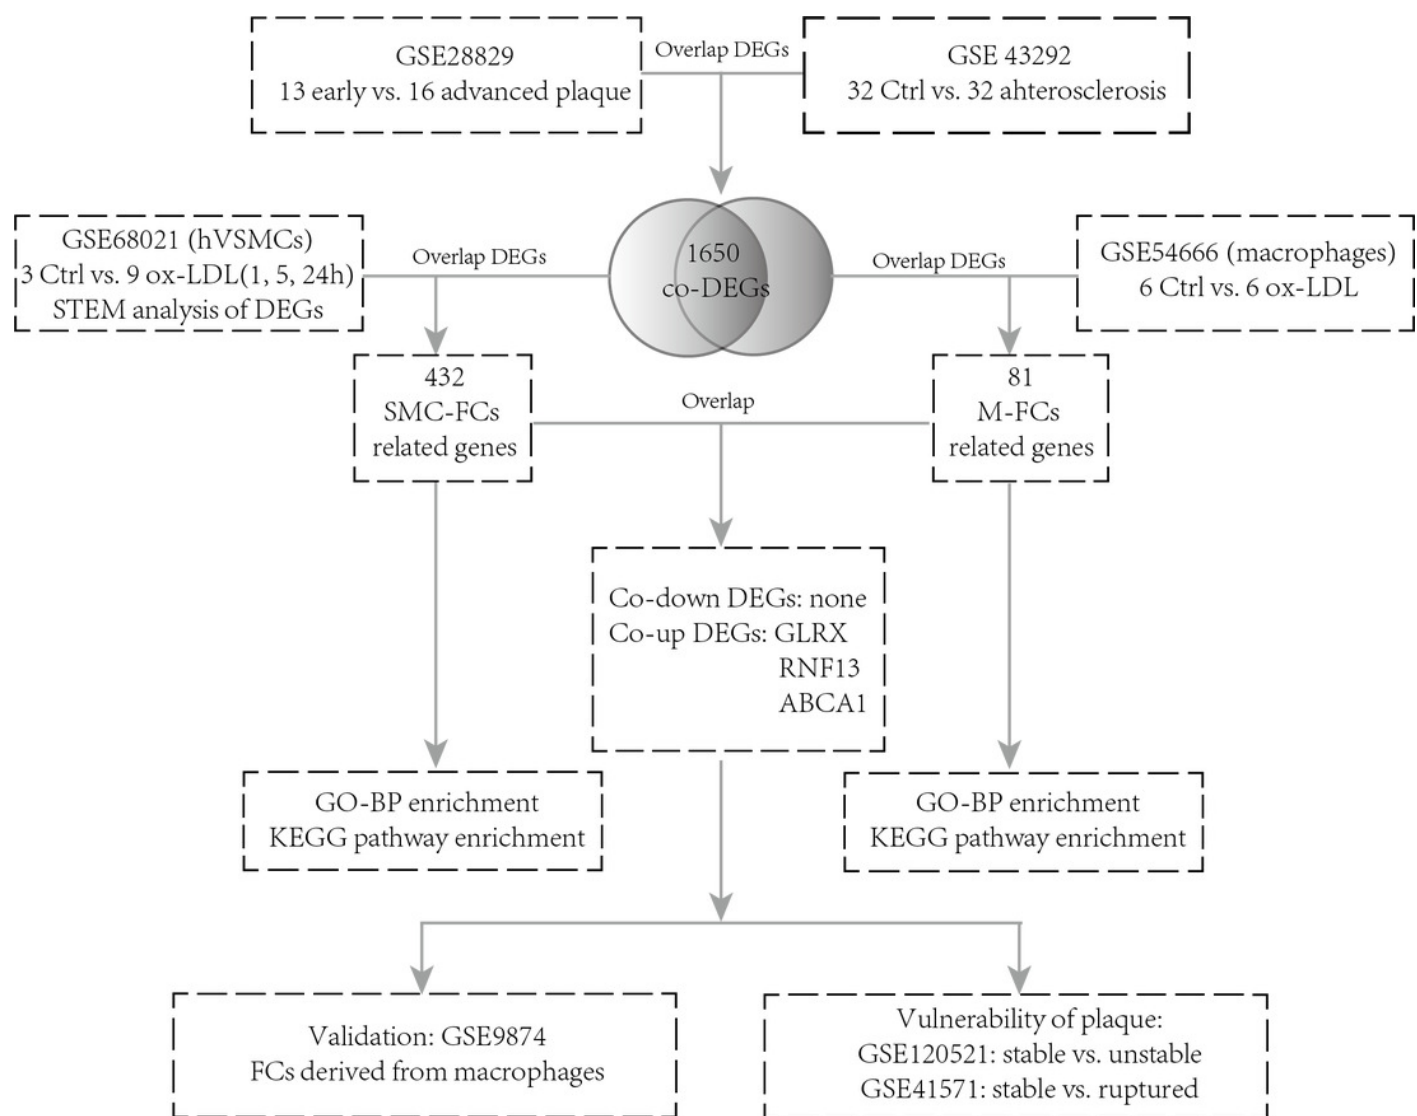 GSE28829
13 early vs. 16 advanced plaque
Overlap DEGs
GSE 43292
32 Ctrl vs. 32 ahterosclerosis
GSE68021 (hVSMCs)
3 Ctrl vs. 9 ox-LDL(1, 5, 24h)
STEM analysis of DEGs
Overlap DEGs
1650
co-DEGs
Overlap DEGs
GSE54666 (macrophages)
6 Ctrl vs. 6 ox-LDL
432
SMC-FCs
related genes
Overlap
81
M-FCs
related genes
Co-down DEGs: none
Co-up DEGs: GLRX
RNF13
ABCA1
GO-BP enrichment
KEGG pathway enrichment
GO-BP enrichment
KEGG pathway enrichment
Validation: GSE9874
FCs derived from macrophages
Vulnerability of plaque:
GSE120521: stable vs. unstable
GSE41571: stable vs. ruptured